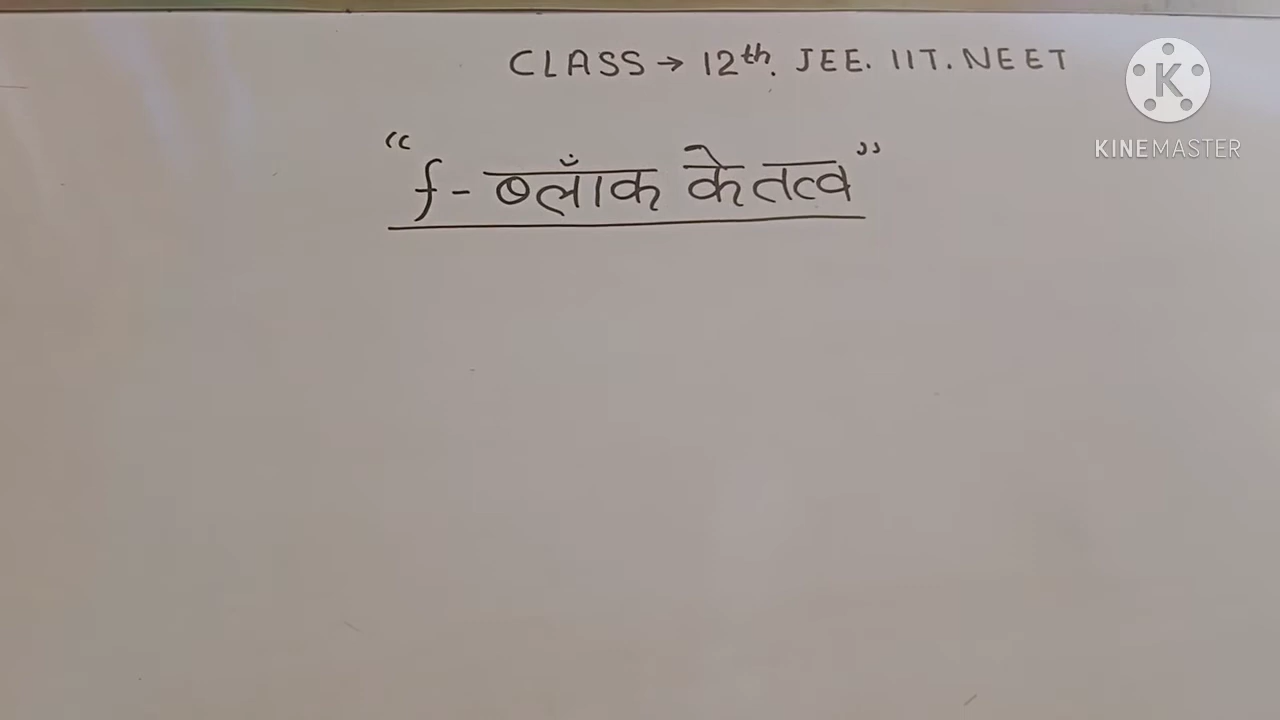 CLASS → 12th. JEE. IIT. NEET
K
KINEMASTER
“f - ब्लॉक के तत्व”